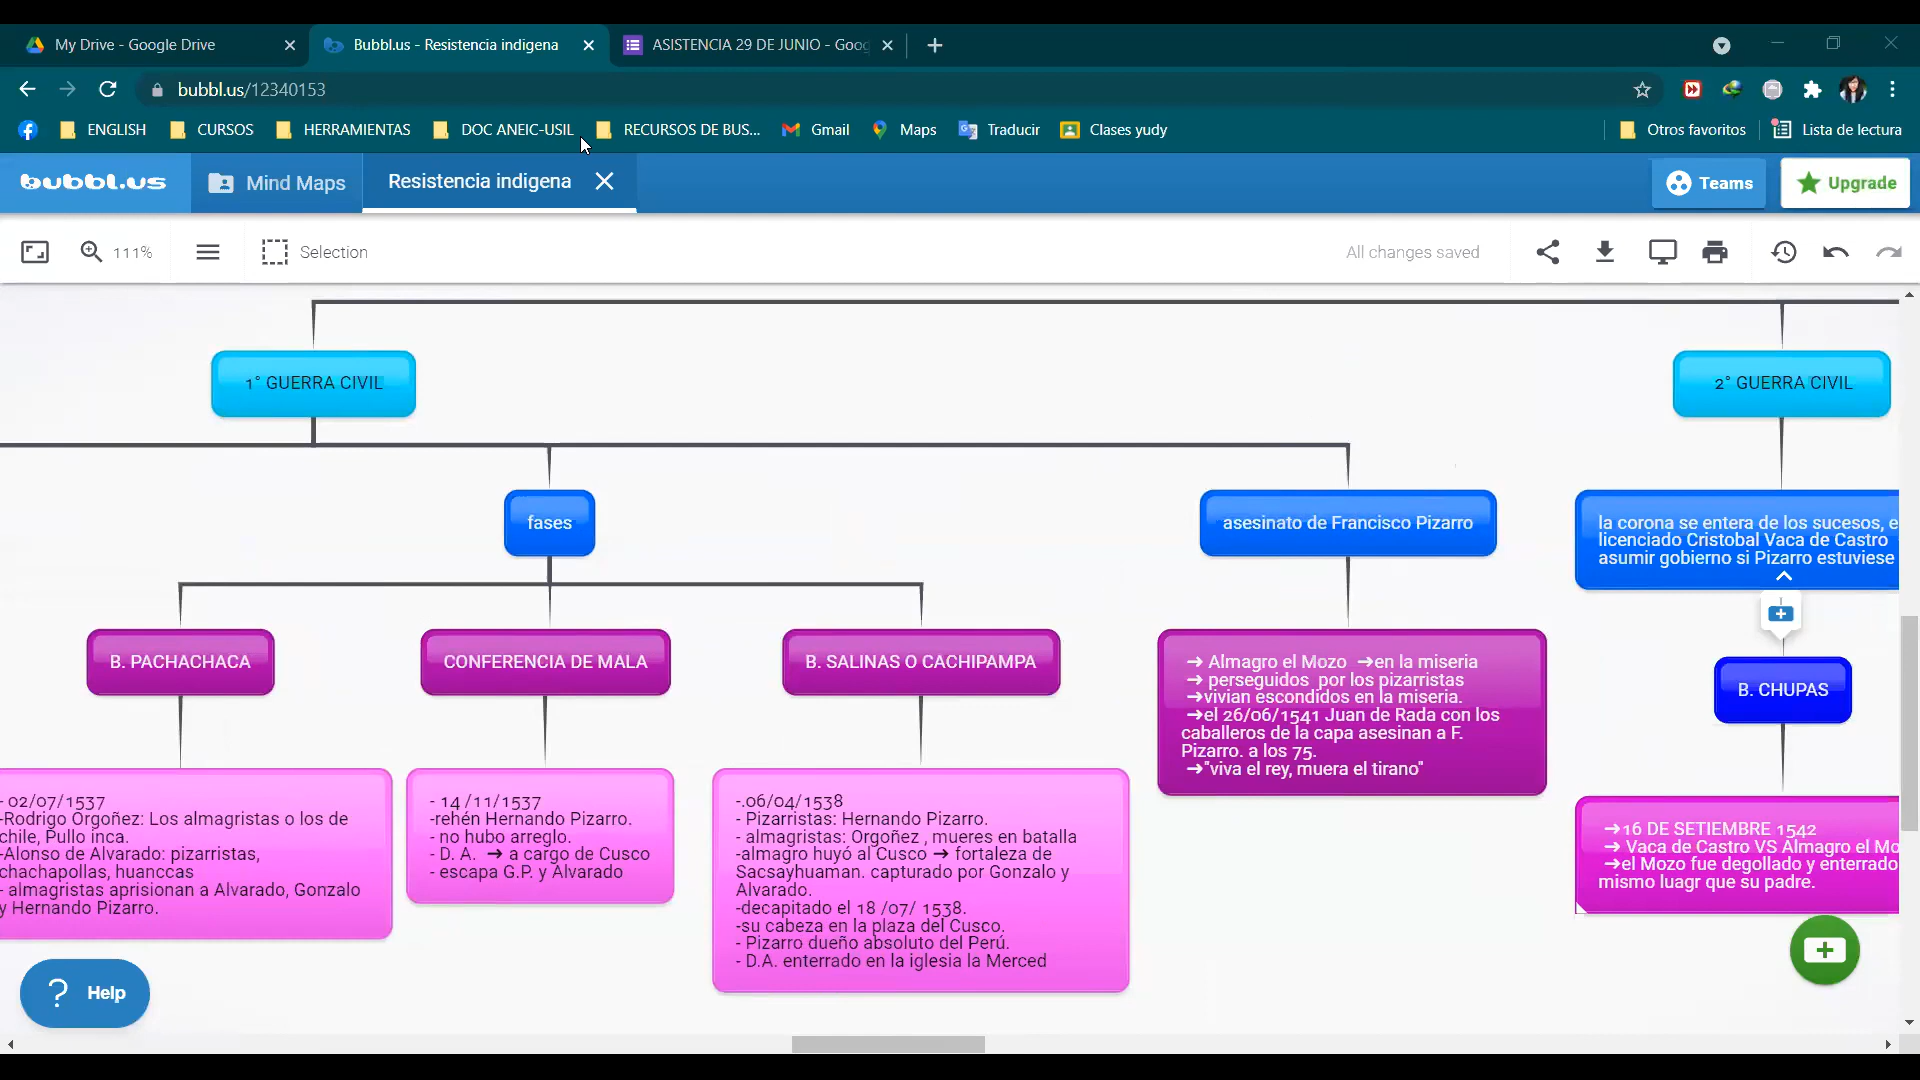 My Drive - Google Drive
Bubbl.us - Resistencia indigena
ASISTENCIA 29 DE JUNIO - Goog
bubbl.us/12340153
ENGLISH
CURSOS
HERRAMIENTAS
DOC ANEIC-USIL
RECURSOS DE BUS...
Gmail
Maps
Traducir
Clases yudy
Otros favoritos
Lista de lectura
bubbl.us
Mind Maps
Resistencia indigena
Teams
Upgrade
111%
Selection
All changes saved
1° GUERRA CIVIL
2° GUERRA CIVIL
fases
asesinato de Francisco Pizarro
la corona se entera de los sucesos, e
licenciado Cristobal Vaca de Castro
asumir gobierno si Pizarro estuviese
B. PACHACHACA
CONFERENCIA DE MALA
B. SALINAS O CACHIPAMPA
→ Almagro el Mozo →en la miseria
→ perseguidos por los pizarristas
→vivian escondidos en la miseria.
→el 26/06/1541 Juan de Rada con los
caballeros de la capa asesinan a F.
Pizarro. a los 75.
→"viva el rey, muera el tirano"
B. CHUPAS
- 02/07/1537
-Rodrigo Orgoñez: Los almagristas o los de
chile, Pullo inca.
-Alonso de Alvarado: pizarristas,
chachapollas, huanccas
- almagristas aprisionan a Alvarado, Gonzalo
y Hernando Pizarro.
- 14 /11/1537
-rehén Hernando Pizarro.
- no hubo arreglo.
- D. A. → a cargo de Cusco
- escapa G.P. y Alvarado
-.06/04/1538
- Pizarristas: Hernando Pizarro.
- almagristas: Orgoñez , mueres en batalla
-almagro huyó al Cusco → fortaleza de
Sacsayhuaman. capturado por Gonzalo y
Alvarado.
-decapitado el 18 /07/ 1538.
-su cabeza en la plaza del Cusco.
- Pizarro dueño absoluto del Perú.
- D.A. enterrado en la iglesia la Merced
→16 DE SETIEMBRE 1542
→ Vaca de Castro VS Almagro el Mo
→el Mozo fue degollado y enterrado
mismo luagr que su padre.
? Help